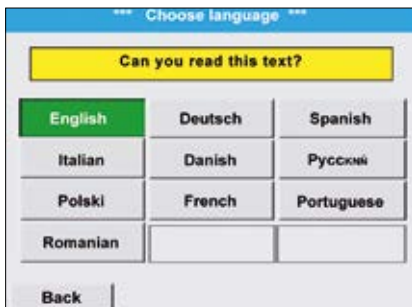 *** Choose language ***
Can you read this text?
English Deutsch Spanish
Italian Danish Русский
Polski French Portuguese
Romanian
Back